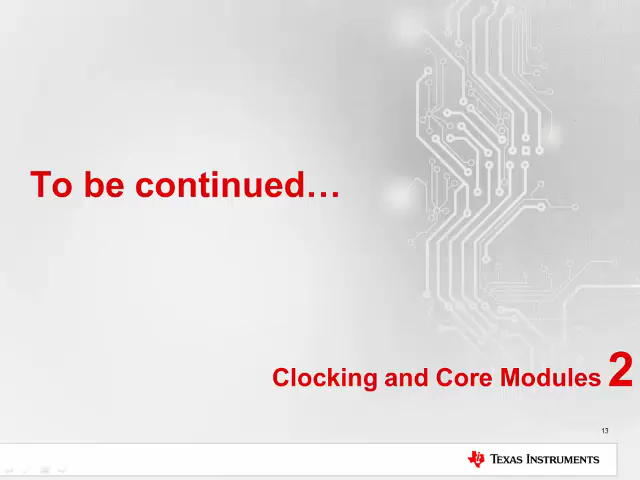 To be continued…
Clocking and Core Modules 2
13
TEXAS INSTRUMENTS